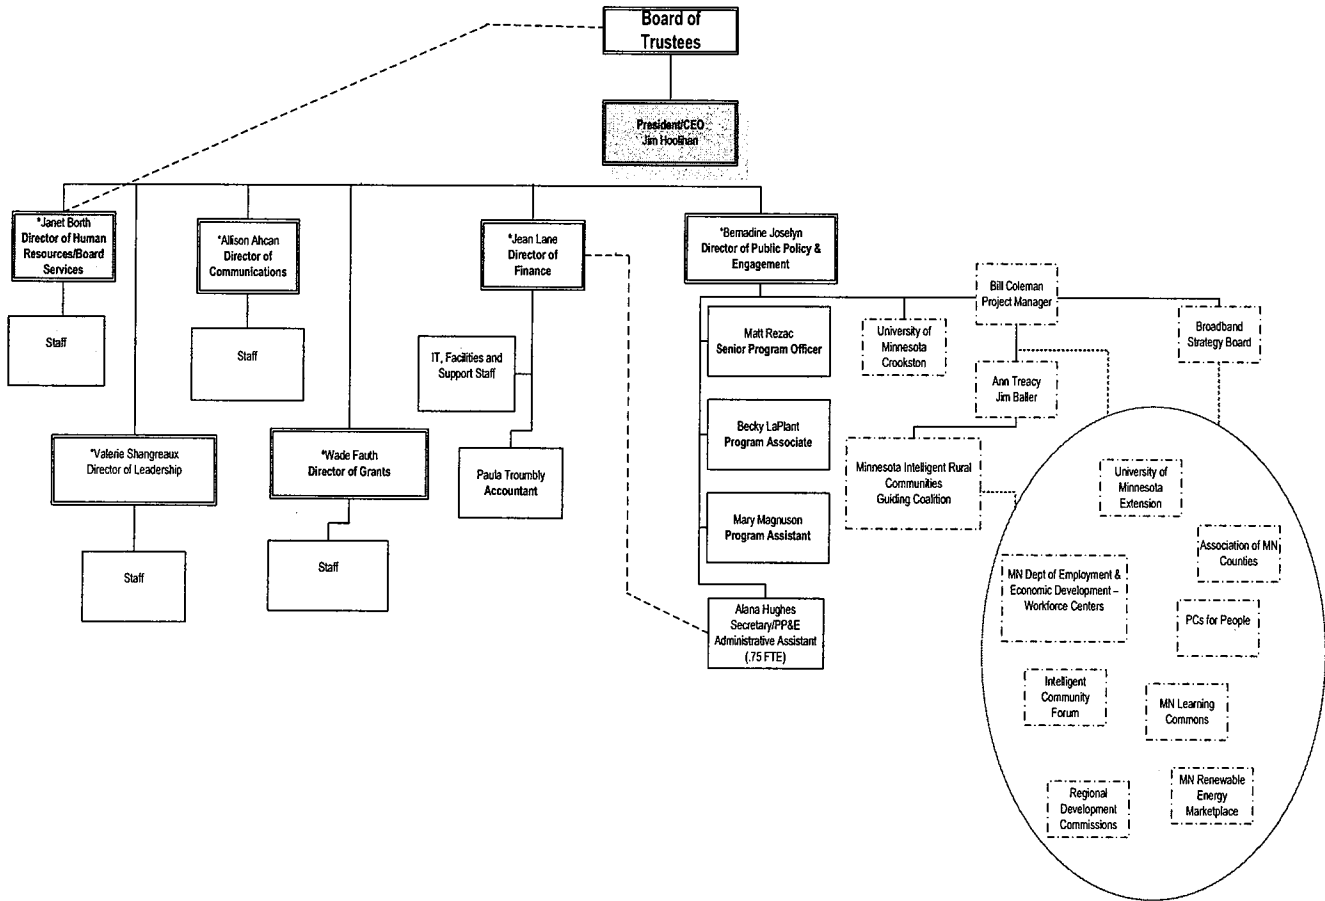 Board of
Trustees
President/CEO
Jim Hoolihan
*Janet Borth
Director of Human
Resources/Board
Services
*Allison Ahcan
Director of
Communications
*Jean Lane
Director of
Finance
*Bernadine Joselyn
Director of Public Policy &
Engagement
Staff
Staff
IT, Facilities and
Support Staff
Matt Rezac
Senior Program Officer
University of
Minnesota
Crookston
Bill Coleman
Project Manager
Broadband
Strategy Board
Ann Treacy
Jim Baller
*Valerie Shangreaux
Director of Leadership
*Wade Fauth
Director of Grants
Paula Troumbly
Accountant
Becky LaPlant
Program Associate
Minnesota Intelligent Rural
Communities
Guiding Coalition
Staff
Staff
Mary Magnuson
Program Assistant
Alana Hughes
Secretary/PP&E
Administrative Assistant
(.75 FTE)
University of
Minnesota
Extension
Association of MN
Counties
MN Dept of Employment &
Economic Development –
Workforce Centers
PCs for People
Intelligent
Community
Forum
MN Learning
Commons
Regional
Development
Commissions
MN Renewable
Energy
Marketplace